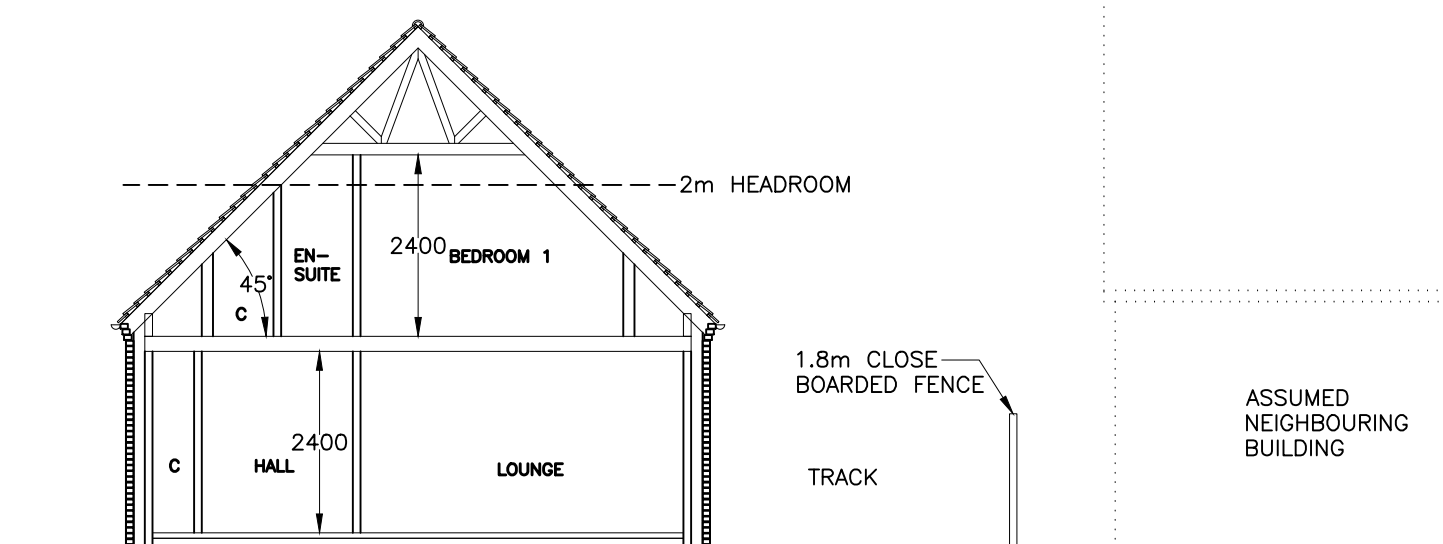 2m HEADROOM
2400
BEDROOM 1
EN-
SUITE
45°
C
1.8m CLOSE
BOARDED FENCE
ASSUMED
NEIGHBOURING
BUILDING
2400
C
HALL
LOUNGE
TRACK